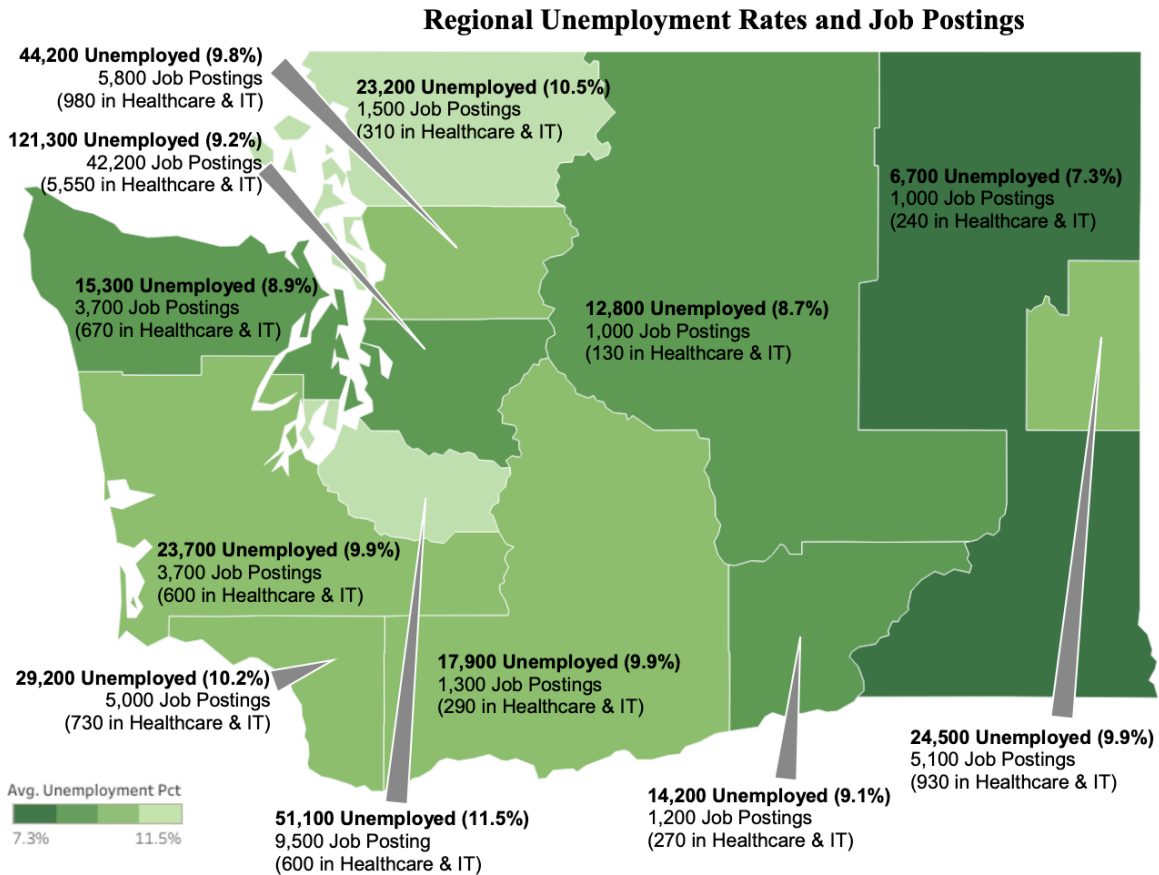 Regional Unemployment Rates and Job Postings
44,200 Unemployed (9.8%)
5,800 Job Postings
(980 in Healthcare & IT)
23,200 Unemployed (10.5%)
1,500 Job Postings
(310 in Healthcare & IT)
121,300 Unemployed (9.2%)
42,200 Job Postings
(5,550 in Healthcare & IT)
6,700 Unemployed (7.3%)
1,000 Job Postings
(240 in Healthcare & IT)
15,300 Unemployed (8.9%)
3,700 Job Postings
(670 in Healthcare & IT)
12,800 Unemployed (8.7%)
1,000 Job Postings
(130 in Healthcare & IT)
23,700 Unemployed (9.9%)
3,700 Job Postings
(600 in Healthcare & IT)
29,200 Unemployed (10.2%)
5,000 Job Postings
(730 in Healthcare & IT)
17,900 Unemployed (9.9%)
1,300 Job Postings
(290 in Healthcare & IT)
24,500 Unemployed (9.9%)
5,100 Job Postings
(930 in Healthcare & IT)
14,200 Unemployed (9.1%)
1,200 Job Postings
(270 in Healthcare & IT)
51,100 Unemployed (11.5%)
9,500 Job Posting
(600 in Healthcare & IT)
Avg. Unemployment Pct
7.3% 11.5%